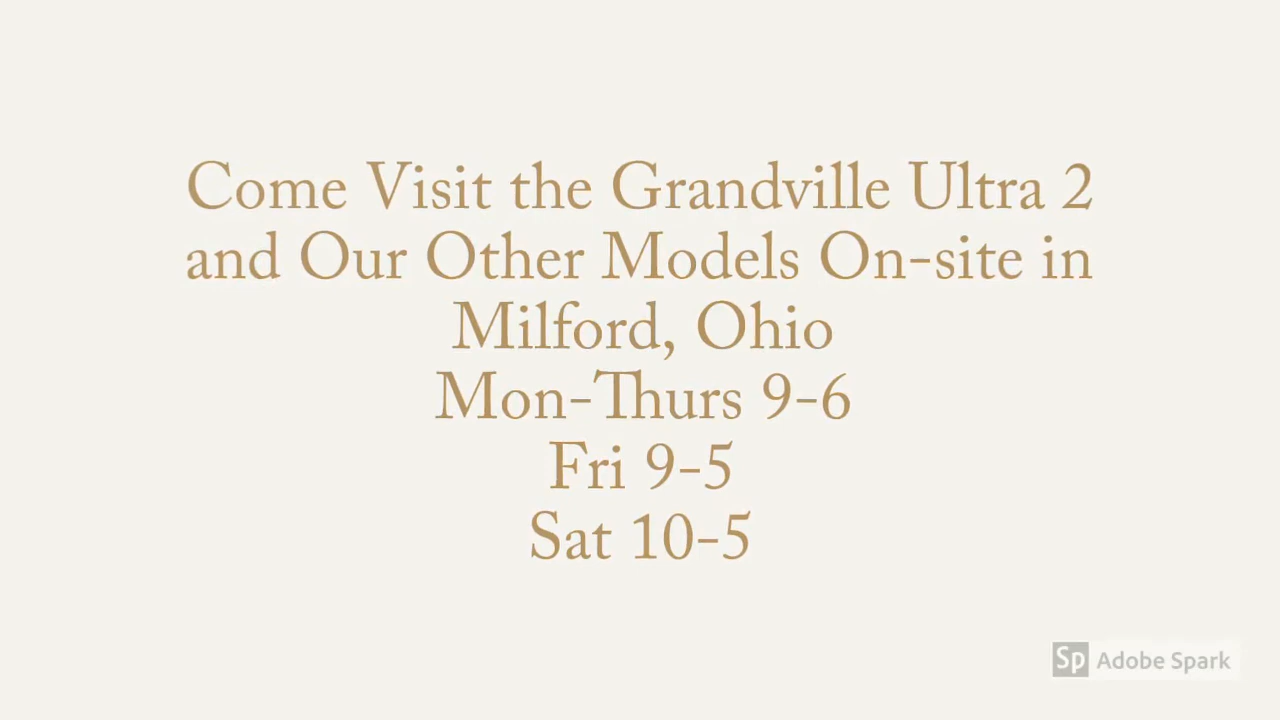 Come Visit the Grandville Ultra 2
and Our Other Models On-site in
Milford, Ohio
Mon-Thurs 9-6
Fri 9-5
Sat 10-5
Sp Adobe Spark